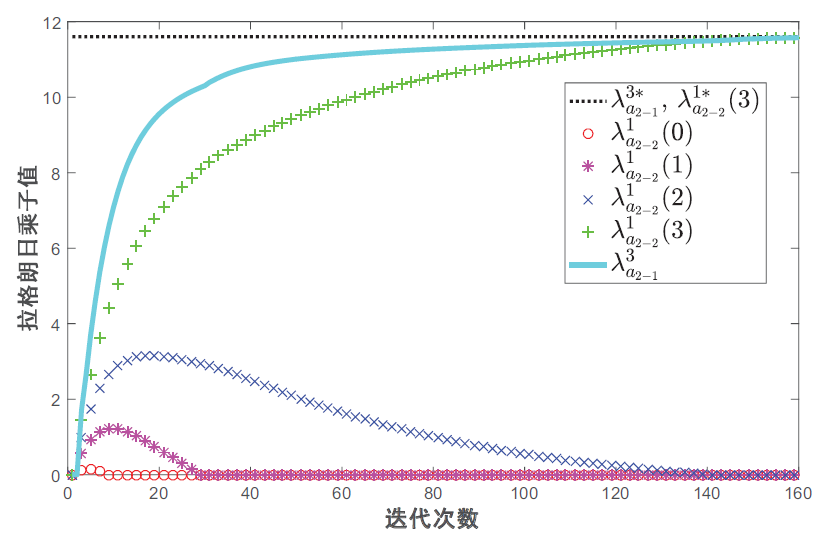 12
10
8
6
4
2
0
拉格朗日乘子值
λ^{3*}_{a_{2-1}}, λ^{1*}_{a_{2-2}}(3)
λ^{1}_{a_{2-2}}(0)
λ^{1}_{a_{2-2}}(1)
λ^{1}_{a_{2-2}}(2)
λ^{1}_{a_{2-2}}(3)
λ^{3}_{a_{2-1}}
0 20 40 60 80 100 120 140 160
迭代次数